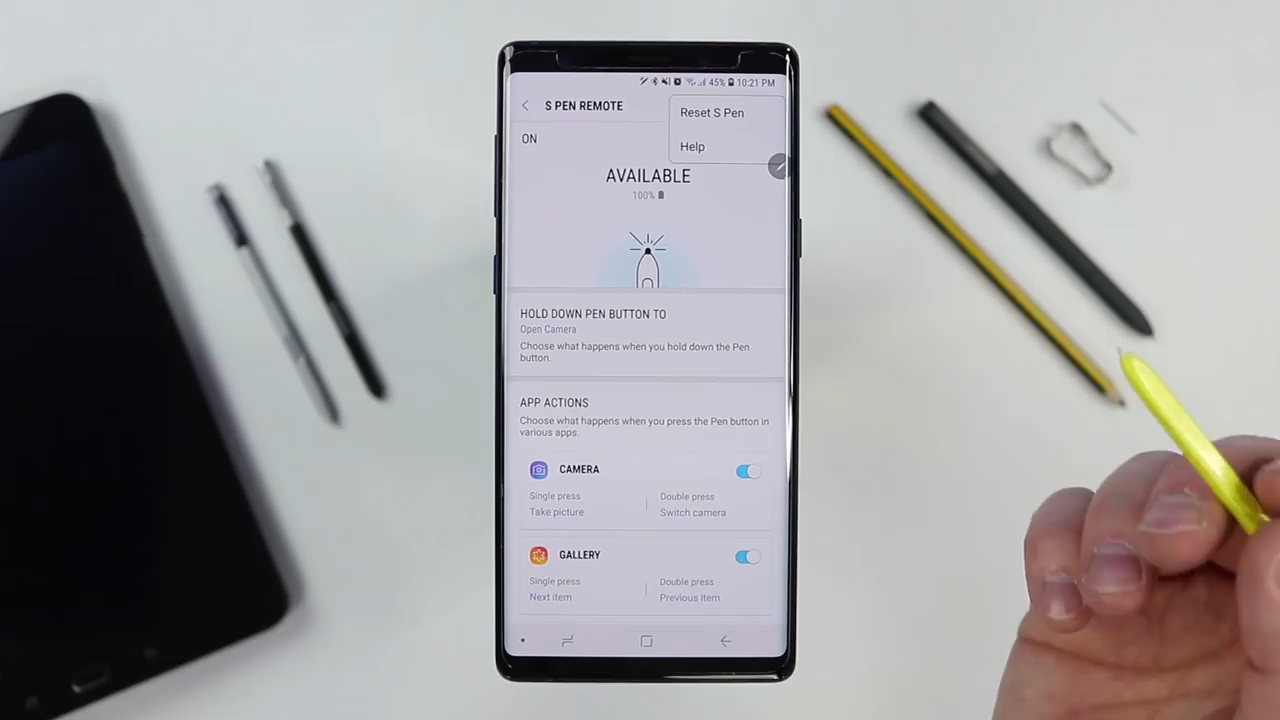 45% 10:21 PM
S PEN REMOTE
Reset S Pen
Help
ON
AVAILABLE
100%
HOLD DOWN PEN BUTTON TO
Open Camera
Choose what happens when you hold down the Pen
button.
APP ACTIONS
Choose what happens when you press the Pen button in
various apps.
CAMERA
Single press
Take picture
Double press
Switch camera
GALLERY
Single press
Next item
Double press
Previous item